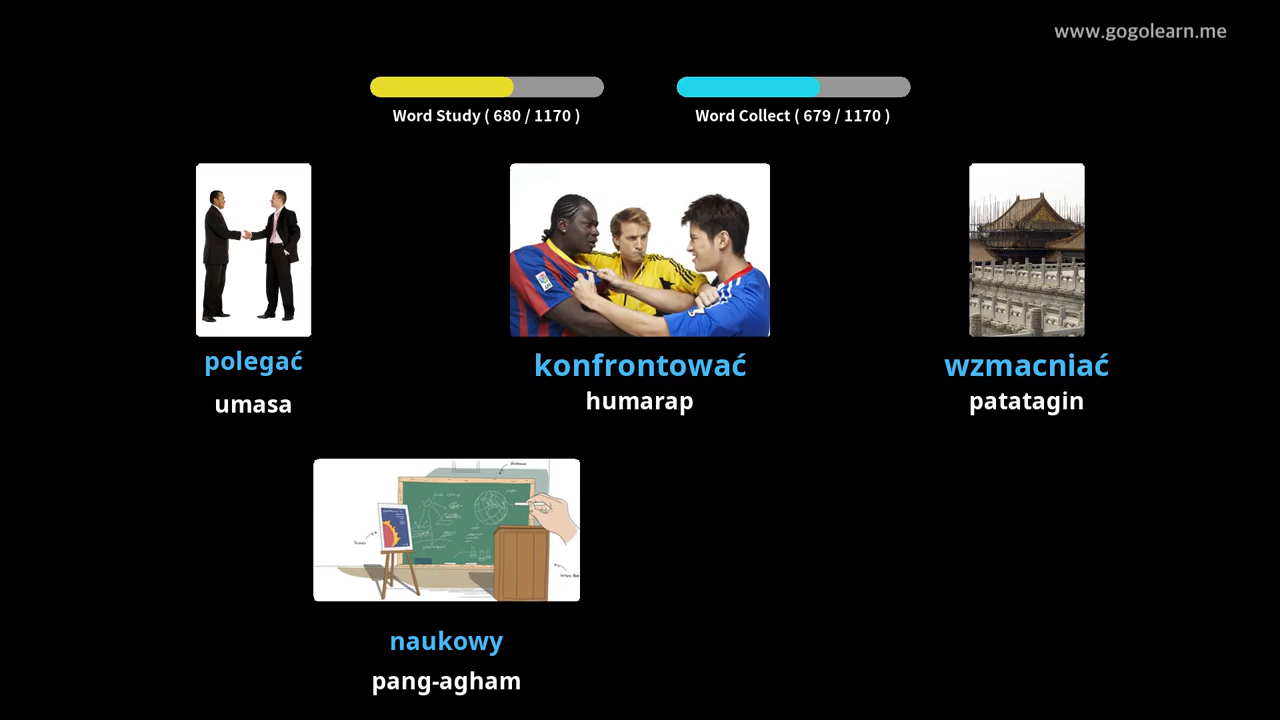 www.gogolearn.me
Word Study ( 680 / 1170 )
Word Collect ( 679 / 1170 )
polegać
umasa
konfrontować
humarap
wzmacniać
patatagin
naukowy
pang-agham